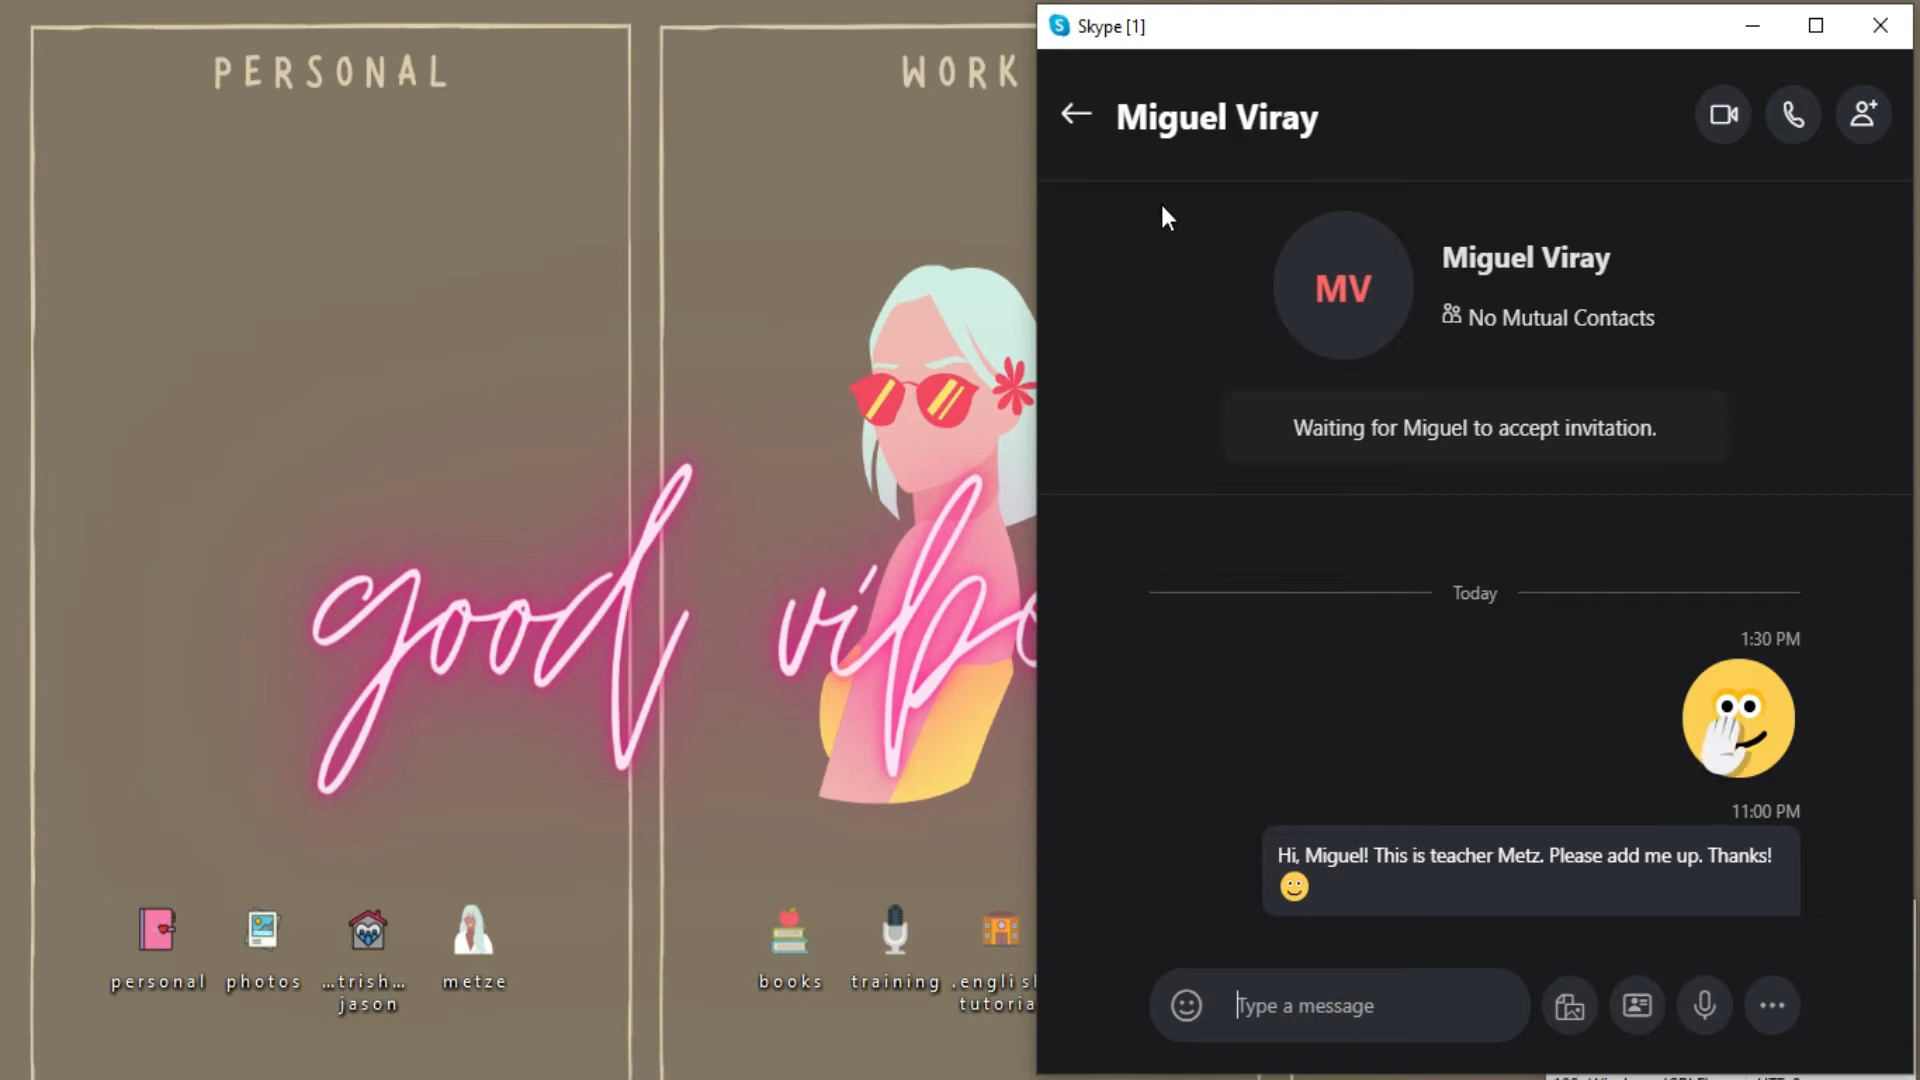 PERSONAL
WORK
good vibe
personal
photos
...trish...
jason
metze
books
training
.english
tutoria
Skype [1]
Miguel Viray
MV
Miguel Viray
No Mutual Contacts
Waiting for Miguel to accept invitation.
Today
1:30 PM
11:00 PM
Hi, Miguel! This is teacher Metz. Please add me up. Thanks!
Type a message